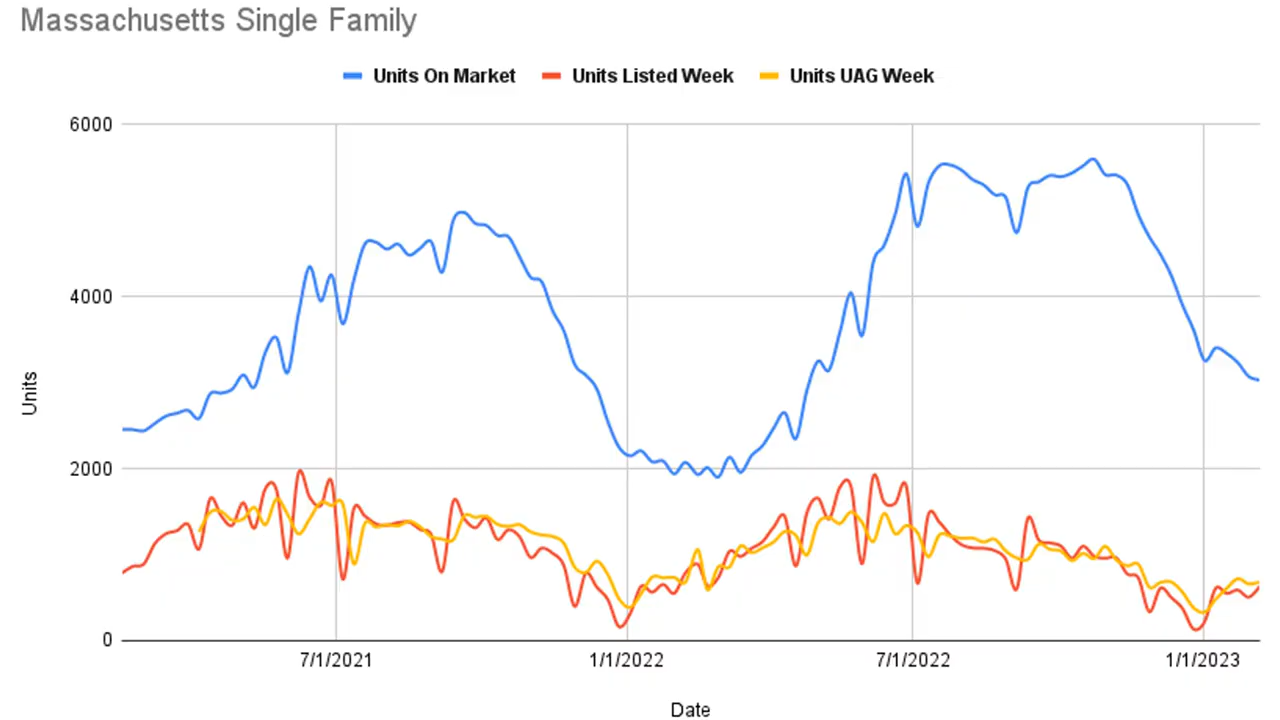 Massachusetts Single Family
Units On Market Units Listed Week Units UAG Week
6000
4000
2000
0
Units
7/1/2021 1/1/2022 7/1/2022 1/1/2023
Date